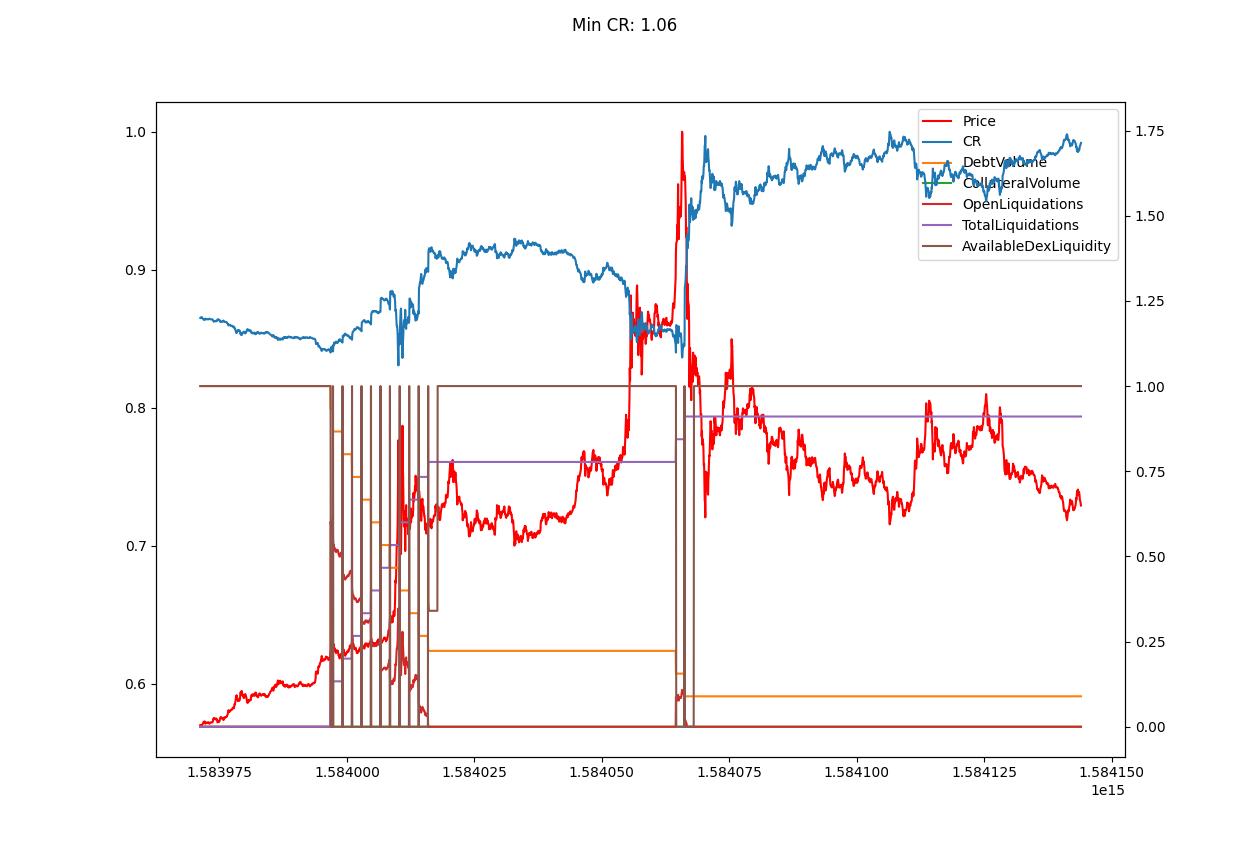 Min CR: 1.06
1.0
0.9
0.8
0.7
0.6
1.75
1.50
1.25
1.00
0.75
0.50
0.25
0.00
Price
CR
DebtVolume
CollateralVolume
OpenLiquidations
TotalLiquidations
AvailableDexLiquidity
1.583975 1.584000 1.584025 1.584050 1.584075 1.584100 1.584125 1.584150
1e15